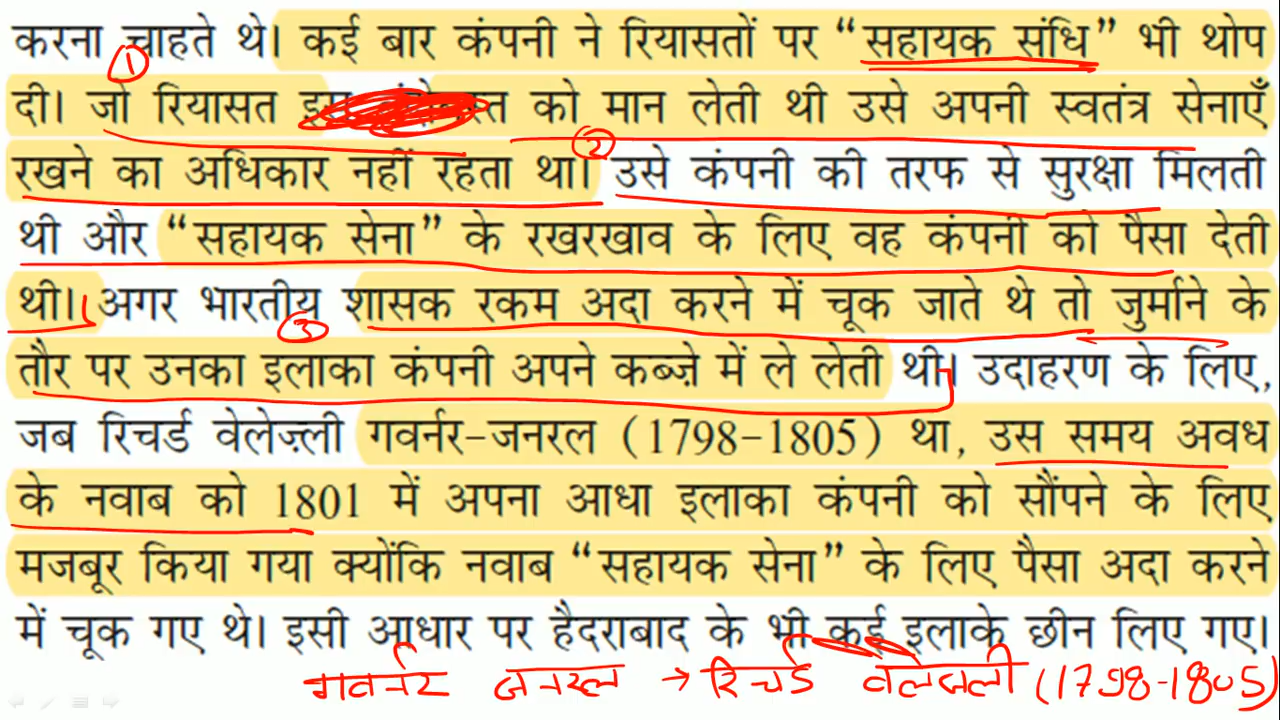 करना चाहते थे। कई बार कंपनी ने रियासतों पर “सहायक संधि” भी थोप
①
दी। जो रियासत को मान लेती थी उसे अपनी स्वतंत्र सेनाएँ
②
रखने का अधिकार नहीं रहता था। उसे कंपनी की तरफ से सुरक्षा मिलती
थी और “सहायक सेना” के रखरखाव के लिए वह कंपनी को पैसा देती
थी। अगर भारतीय शासक रकम अदा करने में चूक जाते थे तो जुर्माने के
③
तौर पर उनका इलाका कंपनी अपने कब्ज़े में ले लेती थी। उदाहरण के लिए,
जब रिचर्ड वेलेज़्ली गवर्नर-जनरल (1798-1805) था, उस समय अवध
के नवाब को 1801 में अपना आधा इलाका कंपनी को सौंपने के लिए
मजबूर किया गया क्योंकि नवाब “सहायक सेना” के लिए पैसा अदा करने
में चूक गए थे। इसी आधार पर हैदराबाद के भी कई इलाके छीन लिए गए।
गवर्नर जनरल → रिचर्ड वेलेजली (1798-1805)